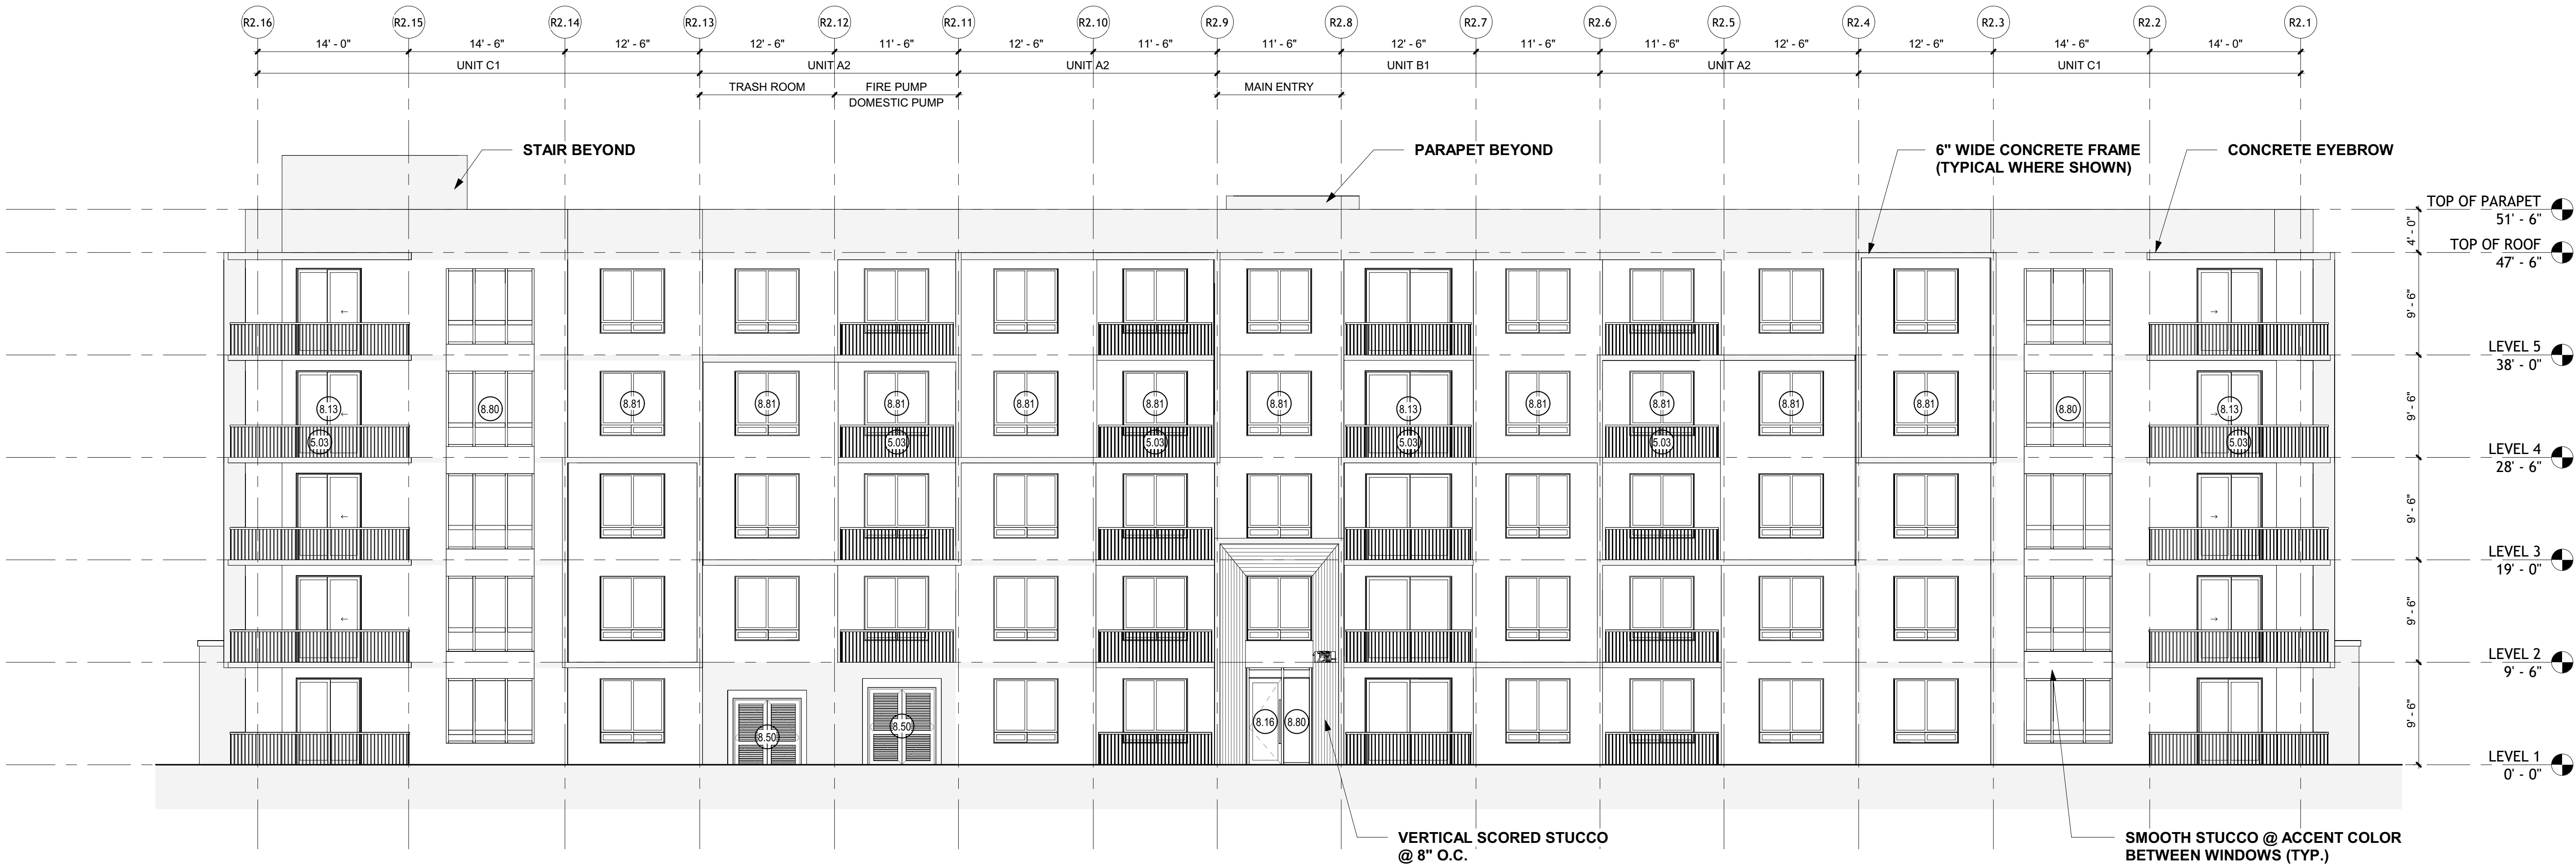 R2.16 R2.15 R2.14 R2.13 R2.12 R2.11 R2.10 R2.9 R2.8 R2.7 R2.6 R2.5 R2.4 R2.3 R2.2 R2.1
14' - 0" 14' - 6" 12' - 6" 12' - 6" 11' - 6" 12' - 6" 11' - 6" 11' - 6" 12' - 6" 11' - 6" 11' - 6" 12' - 6" 12' - 6" 14' - 6" 14' - 0"
UNIT C1 UNIT A2 UNIT A2 UNIT B1 UNIT A2 UNIT C1
TRASH ROOM FIRE PUMP MAIN ENTRY
DOMESTIC PUMP
STAIR BEYOND PARAPET BEYOND 6" WIDE CONCRETE FRAME CONCRETE EYEBROW
(TYPICAL WHERE SHOWN)
TOP OF PARAPET
51' - 6"
4' - 0"
TOP OF ROOF
47' - 6"
9' - 6"
LEVEL 5
38' - 0"
8.13 8.80 8.81 8.81 8.81 8.81 8.81 8.81 8.13 8.81 8.81 8.81 8.81 8.80 8.13
9' - 6"
5.03 5.03 5.03 5.03 5.03 5.03
LEVEL 4
28' - 6"
9' - 6"
LEVEL 3
19' - 0"
9' - 6"
LEVEL 2
9' - 6"
9' - 6"
8.50 8.50 8.16 8.80
LEVEL 1
0' - 0"
VERTICAL SCORED STUCCO
@ 8" O.C.
SMOOTH STUCCO @ ACCENT COLOR
BETWEEN WINDOWS (TYP.)